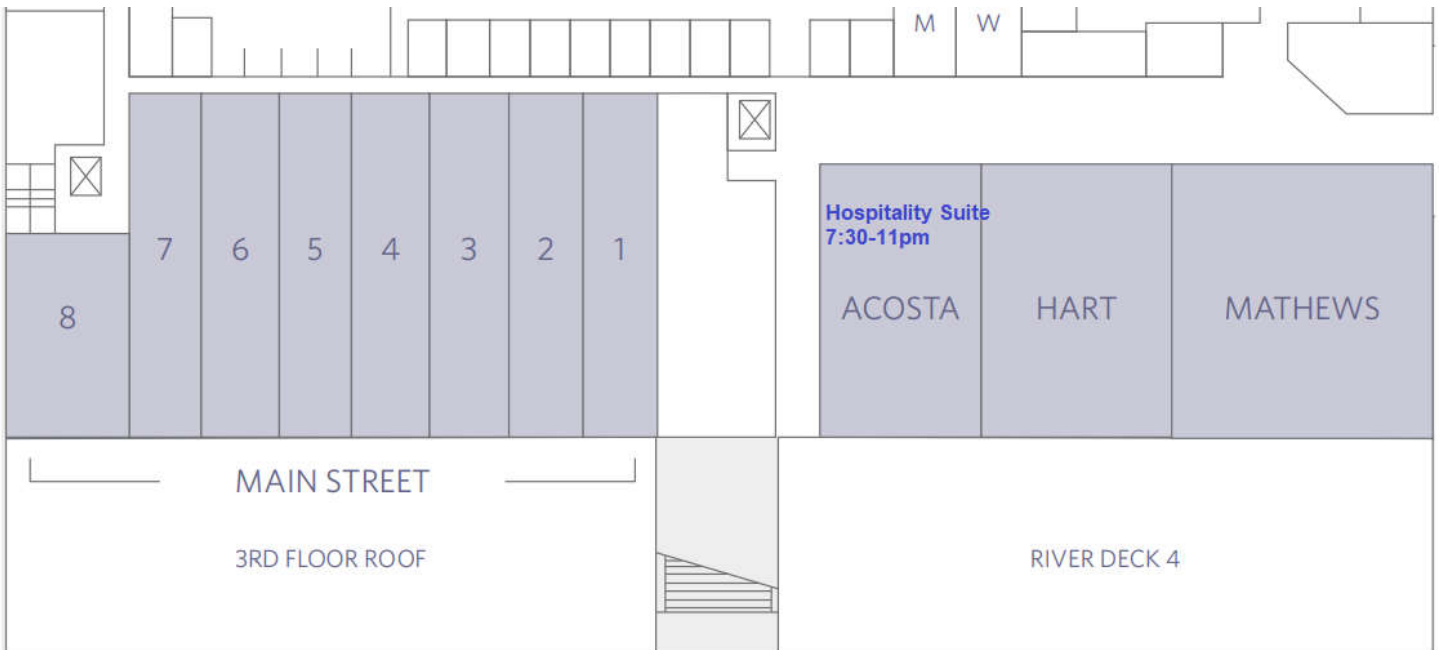 M W
Hospitality Suite
7:30-11pm
7 6 5 4 3 2 1
8
ACOSTA HART MATHEWS
MAIN STREET
3RD FLOOR ROOF
RIVER DECK 4